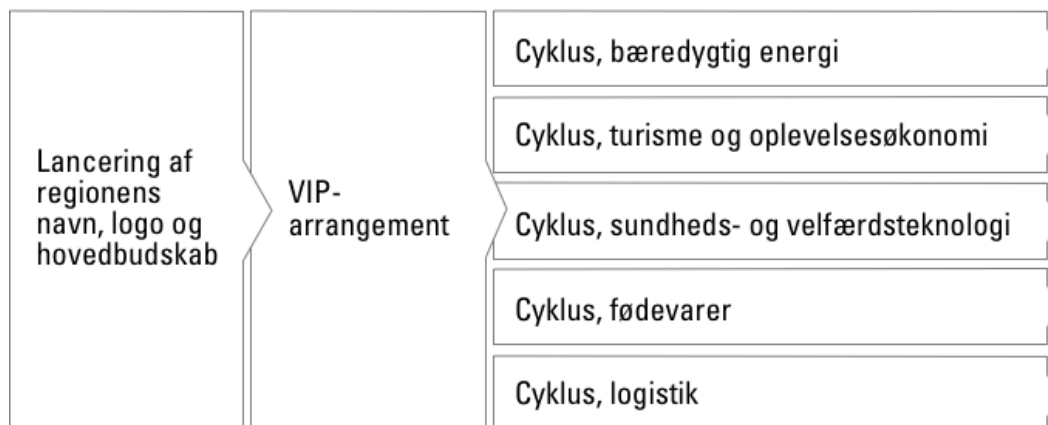 Lancering af
regionens
navn, logo og
hovedbudskab
VIP-
arrangement
Cyklus, bæredygtig energi
Cyklus, turisme og oplevelsesøkonomi
Cyklus, sundheds- og velfærdsteknologi
Cyklus, fødevarer
Cyklus, logistik